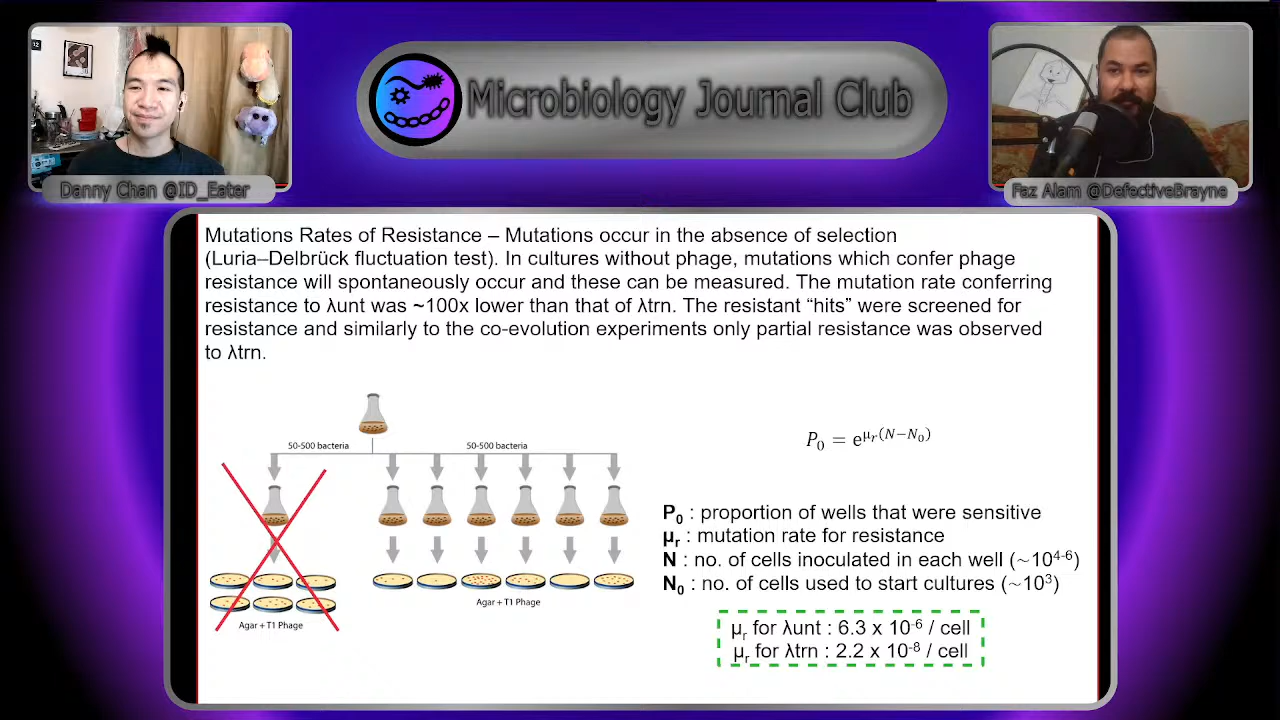 Microbiology Journal Club
Danny Chan @ID_Eater
Faz Alam @DefectiveBrayne
Mutations Rates of Resistance – Mutations occur in the absence of selection
(Luria–Delbrück fluctuation test). In cultures without phage, mutations which confer phage
resistance will spontaneously occur and these can be measured. The mutation rate conferring
resistance to λunt was ~100x lower than that of λtrn. The resistant “hits” were screened for
resistance and similarly to the co-evolution experiments only partial resistance was observed
to λtrn.
50-500 bacteria
50-500 bacteria
Agar + T1 Phage
Agar + T1 Phage
P₀ = e^μᵣ(N−N₀)
P₀ : proportion of wells that were sensitive
μᵣ : mutation rate for resistance
N : no. of cells inoculated in each well (~10⁴⁻⁶)
N₀ : no. of cells used to start cultures (~10³)
μᵣ for λunt : 6.3 x 10⁻⁶ / cell
μᵣ for λtrn : 2.2 x 10⁻⁸ / cell